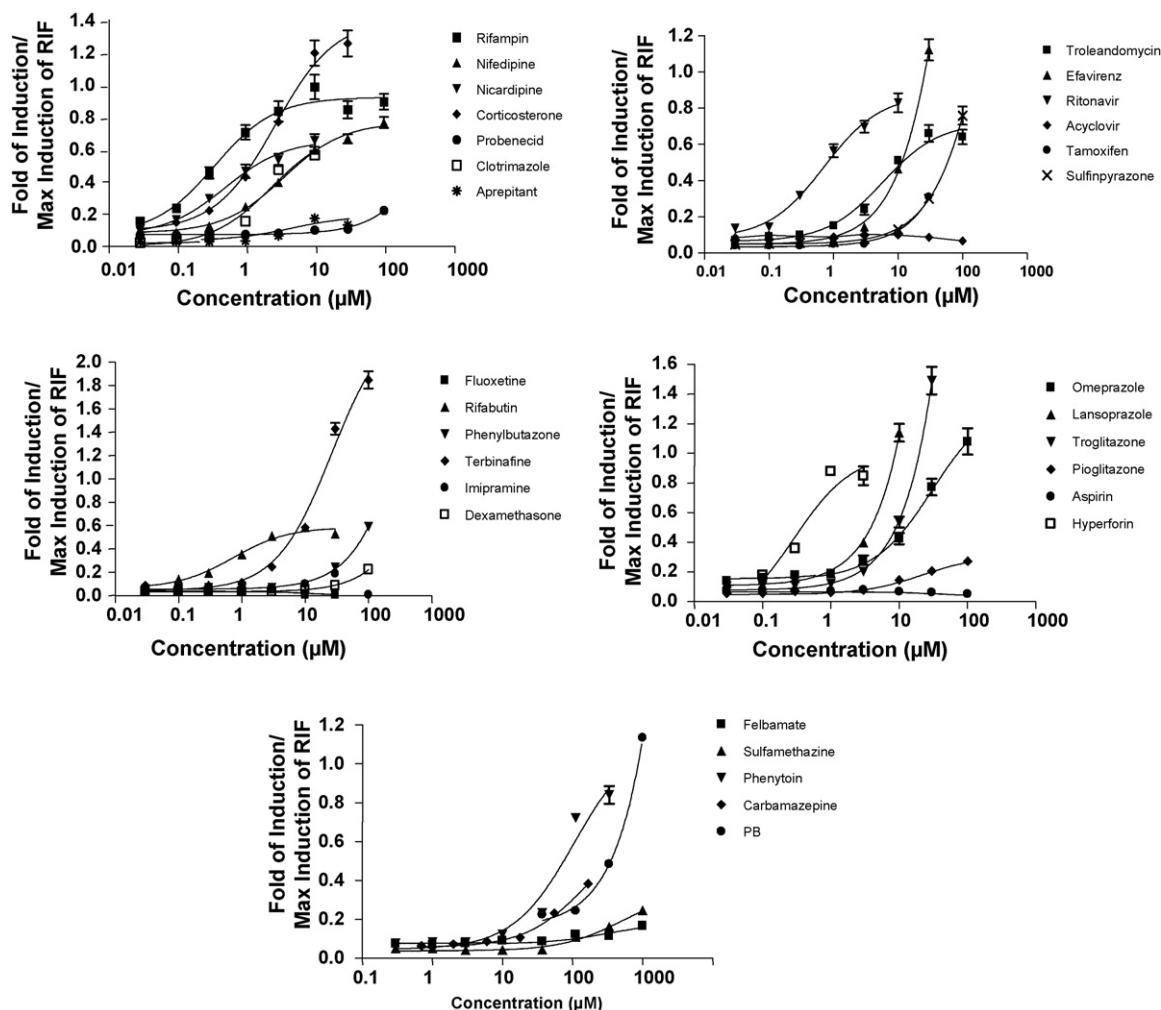 Fold of Induction/
Max Induction of RIF
1.4
1.2
1.0
0.8
0.6
0.4
0.2
0.0
0.01
0.1
1
10
100
1000
Concentration (µM)
Rifampin
Nifedipine
Nicardipine
Corticosterone
Probenecid
Clotrimazole
Aprepitant
Fold of Induction/
Max Induction of RIF
1.2
1.0
0.8
0.6
0.4
0.2
0.0
0.01
0.1
1
10
100
1000
Concentration (µM)
Troleandomycin
Efavirenz
Ritonavir
Acyclovir
Tamoxifen
Sulfinpyrazone
Fold of Induction/
Max Induction of RIF
2.0
1.8
1.6
1.4
1.2
1.0
0.8
0.6
0.4
0.2
0.0
0.01
0.1
1
10
100
1000
Concentration (µM)
Fluoxetine
Rifabutin
Phenylbutazone
Terbinafine
Imipramine
Dexamethasone
Fold of Induction/
Max Induction of RIF
1.6
1.4
1.2
1.0
0.8
0.6
0.4
0.2
0.0
0.01
0.1
1
10
100
1000
Concentration (µM)
Omeprazole
Lansoprazole
Troglitazone
Pioglitazone
Aspirin
Hyperforin
Fold of Induction/
Max Induction of RIF
1.2
1.0
0.8
0.6
0.4
0.2
0.0
0.1
1
10
100
1000
Concentration (µM)
Felbamate
Sulfamethazine
Phenytoin
Carbamazepine
PB